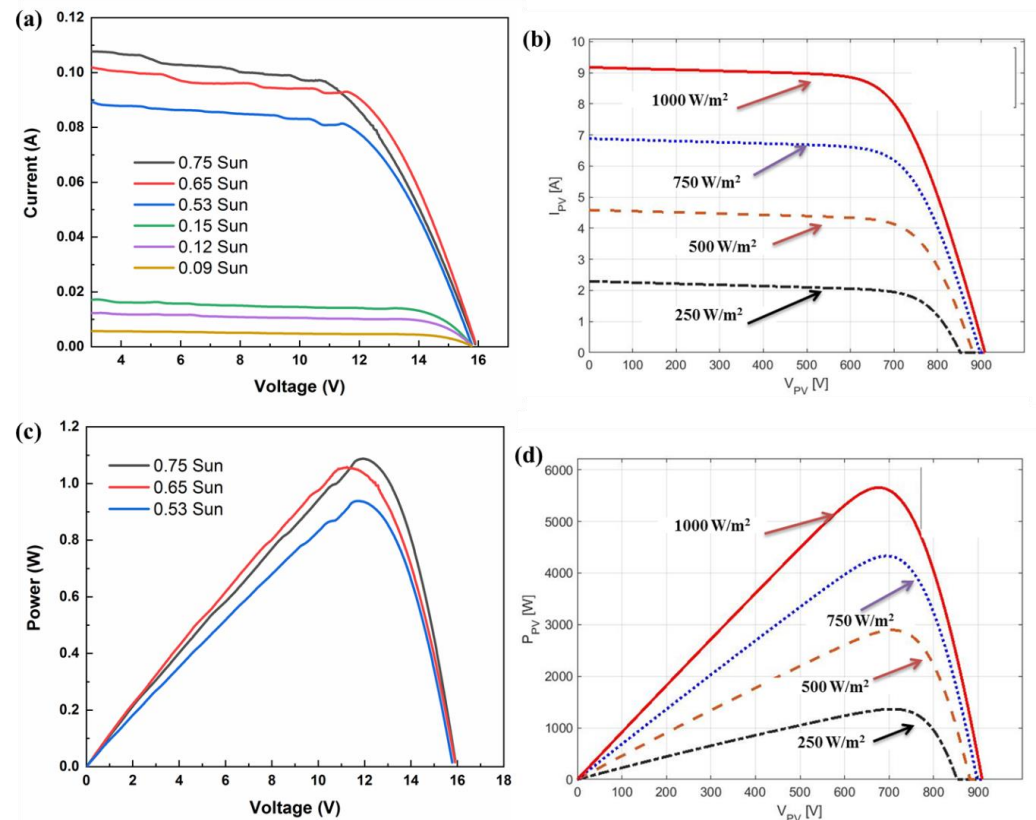 (a)
0.12
0.10
0.08
0.06
0.04
0.02
0.00
Current (A)
0.75 Sun
0.65 Sun
0.53 Sun
0.15 Sun
0.12 Sun
0.09 Sun
4 6 8 10 12 14 16
Voltage (V)
(b)
10
9
8
7
6
5
4
3
2
1
0
I_PV [A]
1000 W/m²
750 W/m²
500 W/m²
250 W/m²
0 100 200 300 400 500 600 700 800 900
V_PV [V]
(c)
1.2
1.0
0.8
0.6
0.4
0.2
0.0
Power (W)
0.75 Sun
0.65 Sun
0.53 Sun
0 2 4 6 8 10 12 14 16 18
Voltage (V)
(d)
6000
5000
4000
3000
2000
1000
0
P_PV [W]
1000 W/m²
750 W/m²
500 W/m²
250 W/m²
0 100 200 300 400 500 600 700 800 900
V_PV [V]